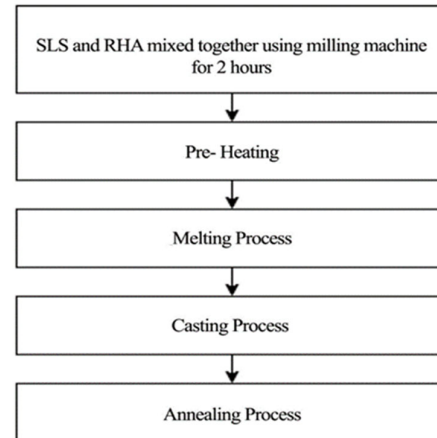 SLS and RHA mixed together using milling machine
for 2 hours
Pre- Heating
Melting Process
Casting Process
Annealing Process